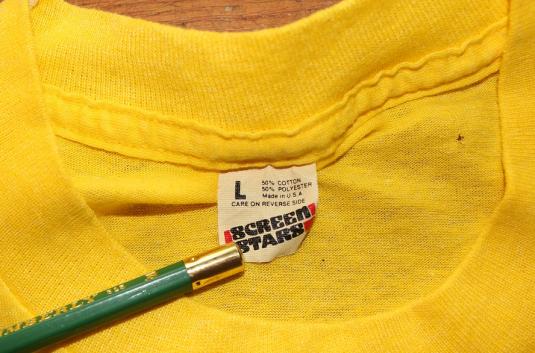 L
50% COTTON
50% POLYESTER
Made in U.S.A
CARE ON REVERSE SIDE
SCREEN
STARS